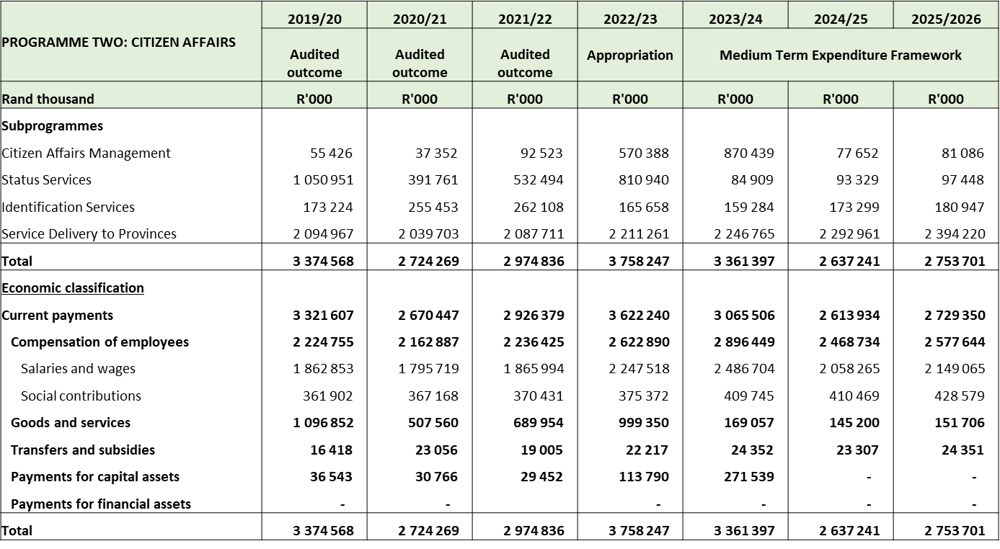 2019/20 2020/21 2021/22 2022/23 2023/24 2024/25 2025/2026
PROGRAMME TWO: CITIZEN AFFAIRS Audited outcome Audited outcome Audited outcome Appropriation Medium Term Expenditure Framework
Rand thousand R'000 R'000 R'000 R'000 R'000 R'000 R'000
Subprogrammes
Citizen Affairs Management 55 426 37 352 92 523 570 388 870 439 77 652 81 086
Status Services 1 050 951 391 761 532 494 810 940 84 909 93 329 97 448
Identification Services 173 224 255 453 262 108 165 658 159 284 173 299 180 947
Service Delivery to Provinces 2 094 967 2 039 703 2 087 711 2 211 261 2 246 765 2 292 961 2 394 220
Total 3 374 568 2 724 269 2 974 836 3 758 247 3 361 397 2 637 241 2 753 701
Economic classification
Current payments 3 321 607 2 670 447 2 926 379 3 622 240 3 065 506 2 613 934 2 729 350
Compensation of employees 2 224 755 2 162 887 2 236 425 2 622 890 2 896 449 2 468 734 2 577 644
Salaries and wages 1 862 853 1 795 719 1 865 994 2 247 518 2 486 704 2 058 265 2 149 065
Social contributions 361 902 367 168 370 431 375 372 409 745 410 469 428 579
Goods and services 1 096 852 507 560 689 954 999 350 169 057 145 200 151 706
Transfers and subsidies 16 418 23 056 19 005 22 217 24 352 23 307 24 351
Payments for capital assets 36 543 30 766 29 452 113 790 271 539 - -
Payments for financial assets - - - - - -
Total 3 374 568 2 724 269 2 974 836 3 758 247 3 361 397 2 637 241 2 753 701